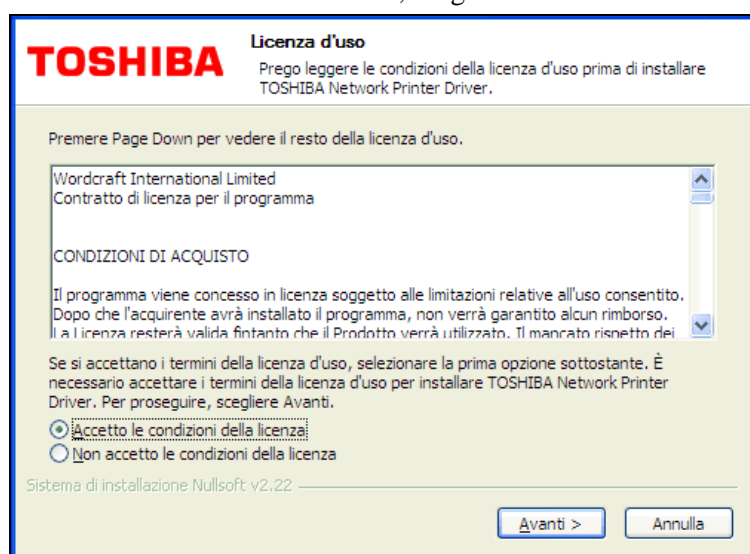 TOSHIBA
Licenza d'uso
Prego leggere le condizioni della licenza d'uso prima di installare
TOSHIBA Network Printer Driver.
Premere Page Down per vedere il resto della licenza d'uso.
Wordcraft International Limited
Contratto di licenza per il programma
CONDIZIONI DI ACQUISTO
Il programma viene concesso in licenza soggetto alle limitazioni relative all'uso consentito.
Dopo che l'acquirente avrà installato il programma, non verrà garantito alcun rimborso.
La Licenza resterà valida fintanto che il Prodotto verrà utilizzato. Il mancato rispetto dei
Se si accettano i termini della licenza d'uso, selezionare la prima opzione sottostante. È
necessario accettare i termini della licenza d'uso per installare TOSHIBA Network Printer
Driver. Per proseguire, scegliere Avanti.
Accetto le condizioni della licenza
Non accetto le condizioni della licenza
Sistema di installazione Nullsoft v2.22
Avanti >
Annulla